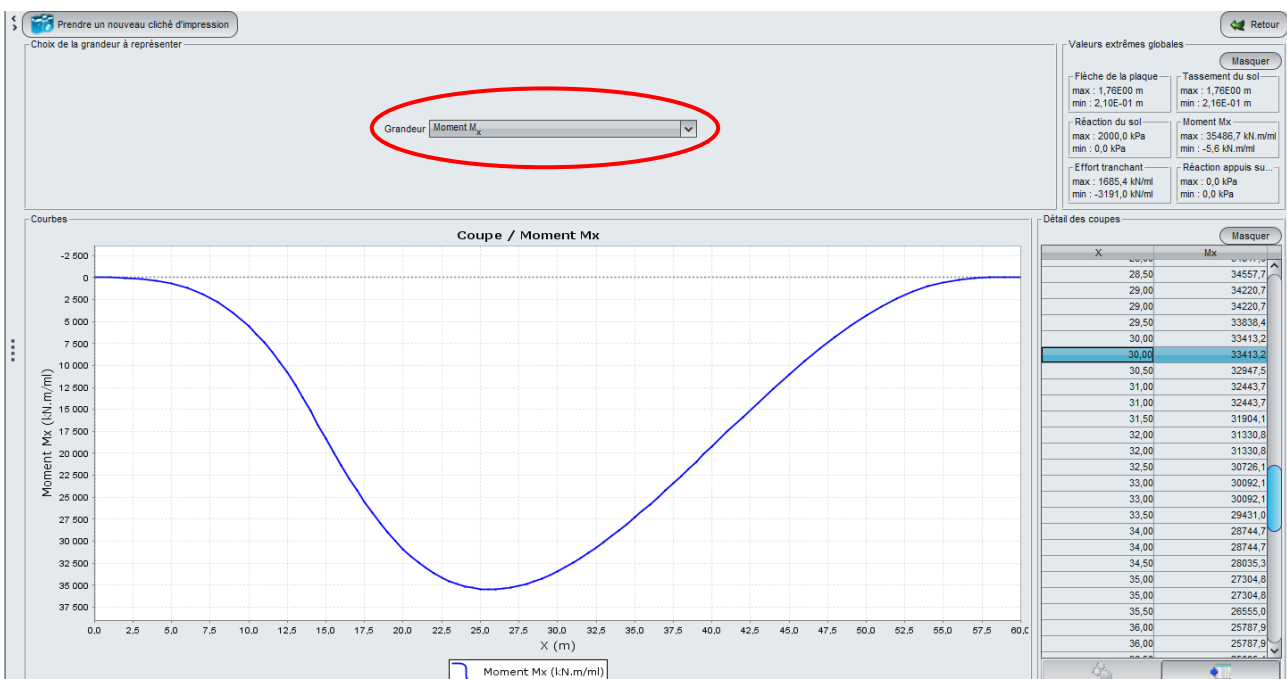 Prendre un nouveau cliché d'impression
Retour
Choix de la grandeur à représenter
Grandeur Moment Mx
Valeurs extrêmes globales
Masquer
Flèche de la plaque
max : 1,76E00 m
min : 2,10E-01 m
Tassement du sol
max : 1,76E00 m
min : 2,16E-01 m
Réaction du sol
max : 2000,0 kPa
min : 0,0 kPa
Moment Mx
max : 35486,7 kN.m/ml
min : -5,6 kN.m/ml
Effort tranchant
max : 1685,4 kN/ml
min : -3191,0 kN/ml
Réaction appuis su...
max : 0,0 kPa
min : 0,0 kPa
Courbes
Coupe / Moment Mx
-2 500
0
2 500
5 000
7 500
10 000
12 500
15 000
17 500
20 000
22 500
25 000
27 500
30 000
32 500
35 000
37 500
Moment Mx (kN.m/ml)
0,0 2,5 5,0 7,5 10,0 12,5 15,0 17,5 20,0 22,5 25,0 27,5 30,0 32,5 35,0 37,5 40,0 42,5 45,0 47,5 50,0 52,5 55,0 57,5 60,0
X (m)
Moment Mx (kN.m/ml)
Détail des coupes
Masquer
X Mx
28,50 34557,7
29,00 34220,7
29,00 34220,7
29,50 33838,4
30,00 33413,2
30,00 33413,2
30,50 32947,5
31,00 32443,7
31,00 32443,7
31,50 31904,1
32,00 31330,8
32,00 31330,8
32,50 30726,1
33,00 30092,1
33,00 30092,1
33,50 29431,0
34,00 28744,7
34,00 28744,7
34,50 28035,3
35,00 27304,8
35,00 27304,8
35,50 26555,0
36,00 25787,9
36,00 25787,9